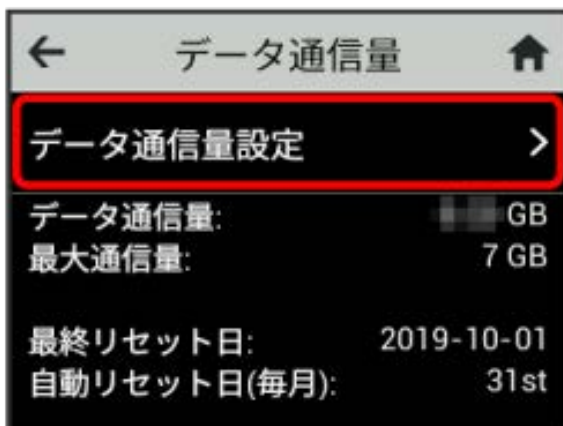 データ通信量
データ通信量設定
データ通信量: GB
最大通信量: 7 GB
最終リセット日: 2019-10-01
自動リセット日(毎月): 31st